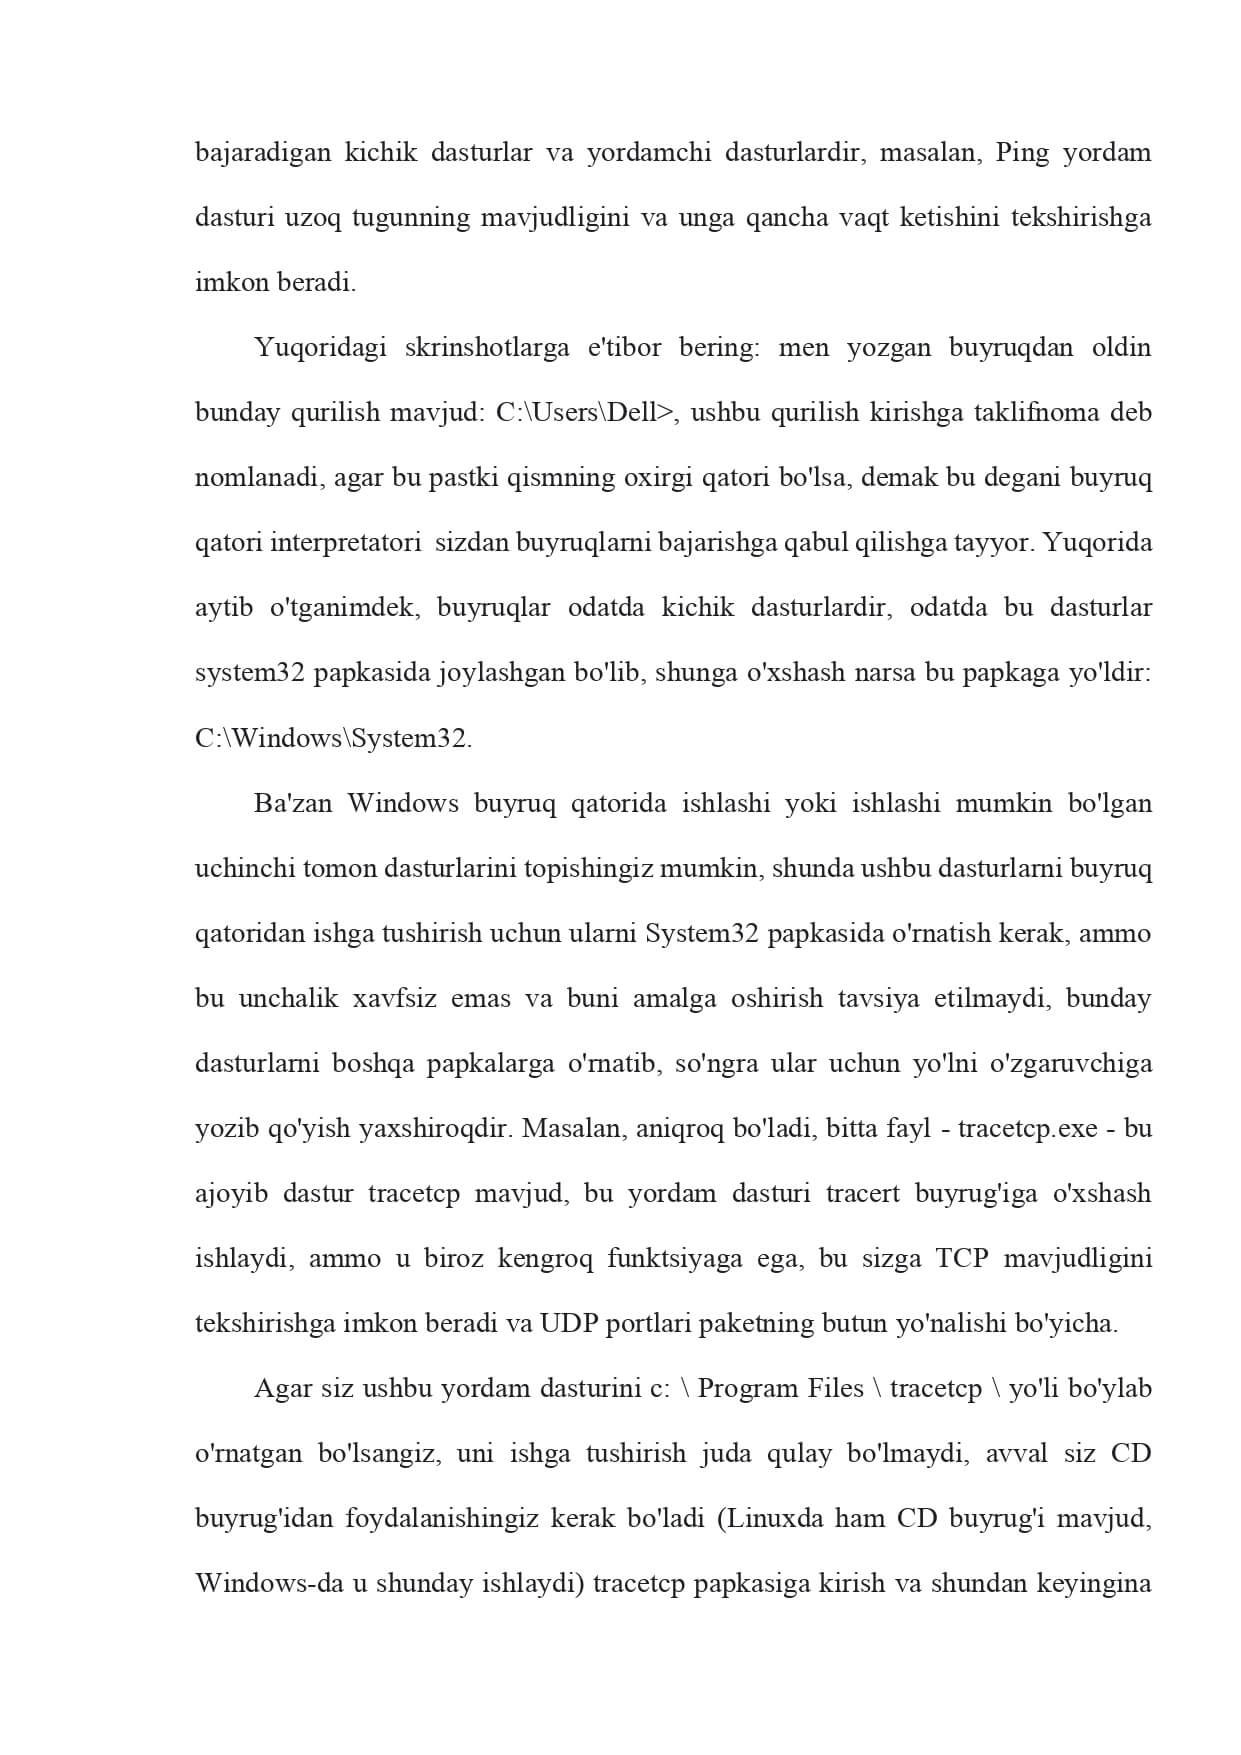 bajaradigan kichik dasturlar va yordamchi dasturlardir, masalan, Ping yordam
dasturi uzoq tugunning mavjudligini va unga qancha vaqt ketishini tekshirishga
imkon beradi.
Yuqoridagi skrinshotlarga e'tibor bering: men yozgan buyruqdan oldin
bunday qurilish mavjud: C:\Users\Dell>, ushbu qurilish kirishga taklifnoma deb
nomlanadi, agar bu pastki qismning oxirgi qatori bo'lsa, demak bu degani buyruq
qatori interpretatori  sizdan buyruqlarni bajarishga qabul qilishga tayyor. Yuqorida
aytib o'tganimdek, buyruqlar odatda kichik dasturlardir, odatda bu dasturlar
system32 papkasida joylashgan bo'lib, shunga o'xshash narsa bu papkaga yo'ldir:
C:\Windows\System32.
Ba'zan Windows buyruq qatorida ishlashi yoki ishlashi mumkin bo'lgan
uchinchi tomon dasturlarini topishingiz mumkin, shunda ushbu dasturlarni buyruq
qatoridan ishga tushirish uchun ularni System32 papkasida o'rnatish kerak, ammo
bu unchalik xavfsiz emas va buni amalga oshirish tavsiya etilmaydi, bunday
dasturlarni boshqa papkalarga o'rnatib, so'ngra ular uchun yo'lni o'zgaruvchiga
yozib qo'yish yaxshiroqdir. Masalan, aniqroq bo'ladi, bitta fayl - tracetcp.exe - bu
ajoyib dastur tracetcp mavjud, bu yordam dasturi tracert buyrug'iga o'xshash
ishlaydi, ammo u biroz kengroq funktsiyaga ega, bu sizga TCP mavjudligini
tekshirishga imkon beradi va UDP portlari paketning butun yo'nalishi bo'yicha.
Agar siz ushbu yordam dasturini c: \ Program Files \ tracetcp \ yo'li bo'ylab
o'rnatgan bo'lsangiz, uni ishga tushirish juda qulay bo'lmaydi, avval siz CD
buyrug'idan foydalanishingiz kerak bo'ladi (Linuxda ham CD buyrug'i mavjud,
Windows-da u shunday ishlaydi) tracetcp papkasiga kirish va shundan keyingina